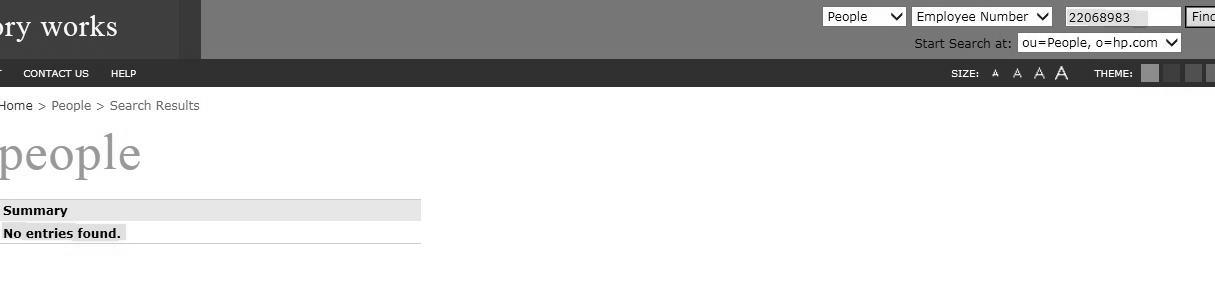 ory works
People Employee Number 22068983 Find
Start Search at: ou=People, o=hp.com
CONTACT US HELP
SIZE: A A A A THEME:
Home > People > Search Results
people
Summary
No entries found.